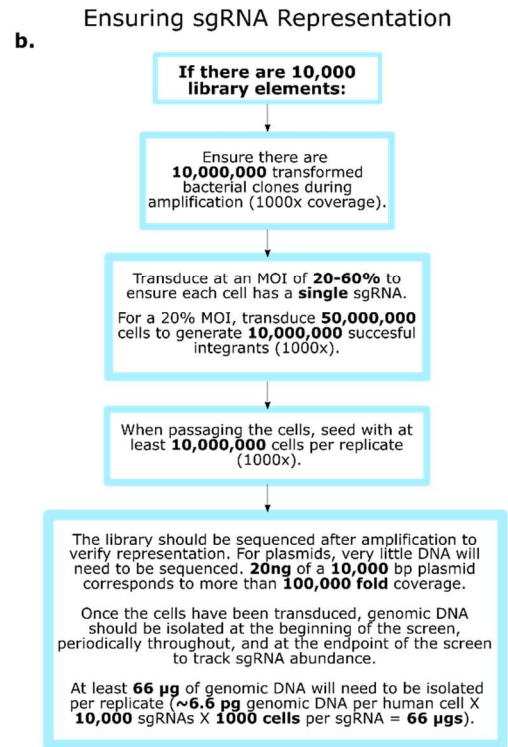 Ensuring sgRNA Representation
b.
If there are 10,000
library elements:
Ensure there are
10,000,000 transformed
bacterial clones during
amplification (1000x coverage).
Transduce at an MOI of 20-60% to
ensure each cell has a single sgRNA.
For a 20% MOI, transduce 50,000,000
cells to generate 10,000,000 succesful
integrants (1000x).
When passaging the cells, seed with at
least 10,000,000 cells per replicate
(1000x).
The library should be sequenced after amplification to
verify representation. For plasmids, very little DNA will
need to be sequenced. 20ng of a 10,000 bp plasmid
corresponds to more than 100,000 fold coverage.
Once the cells have been transduced, genomic DNA
should be isolated at the beginning of the screen,
periodically throughout, and at the endpoint of the screen
to track sgRNA abundance.
At least 66 µg of genomic DNA will need to be isolated
per replicate (~6.6 pg genomic DNA per human cell X
10,000 sgRNAs X 1000 cells per sgRNA = 66 µgs).